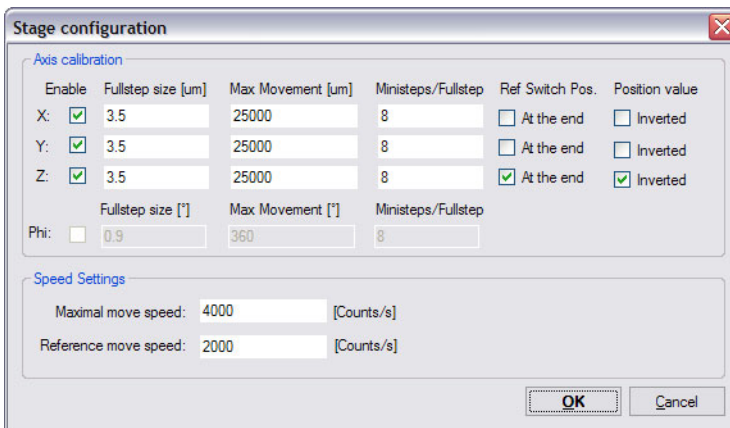 Stage configuration
Axis calibration
Enable Fullstep size [um] Max Movement [um] Ministeps/Fullstep Ref Switch Pos. Position value
X: 3.5 25000 8 At the end Inverted
Y: 3.5 25000 8 At the end Inverted
Z: 3.5 25000 8 At the end Inverted
Fullstep size [°] Max Movement [°] Ministeps/Fullstep
Phi: 0.9 360 8
Speed Settings
Maximal move speed: 4000 [Counts/s]
Reference move speed: 2000 [Counts/s]
OK Cancel